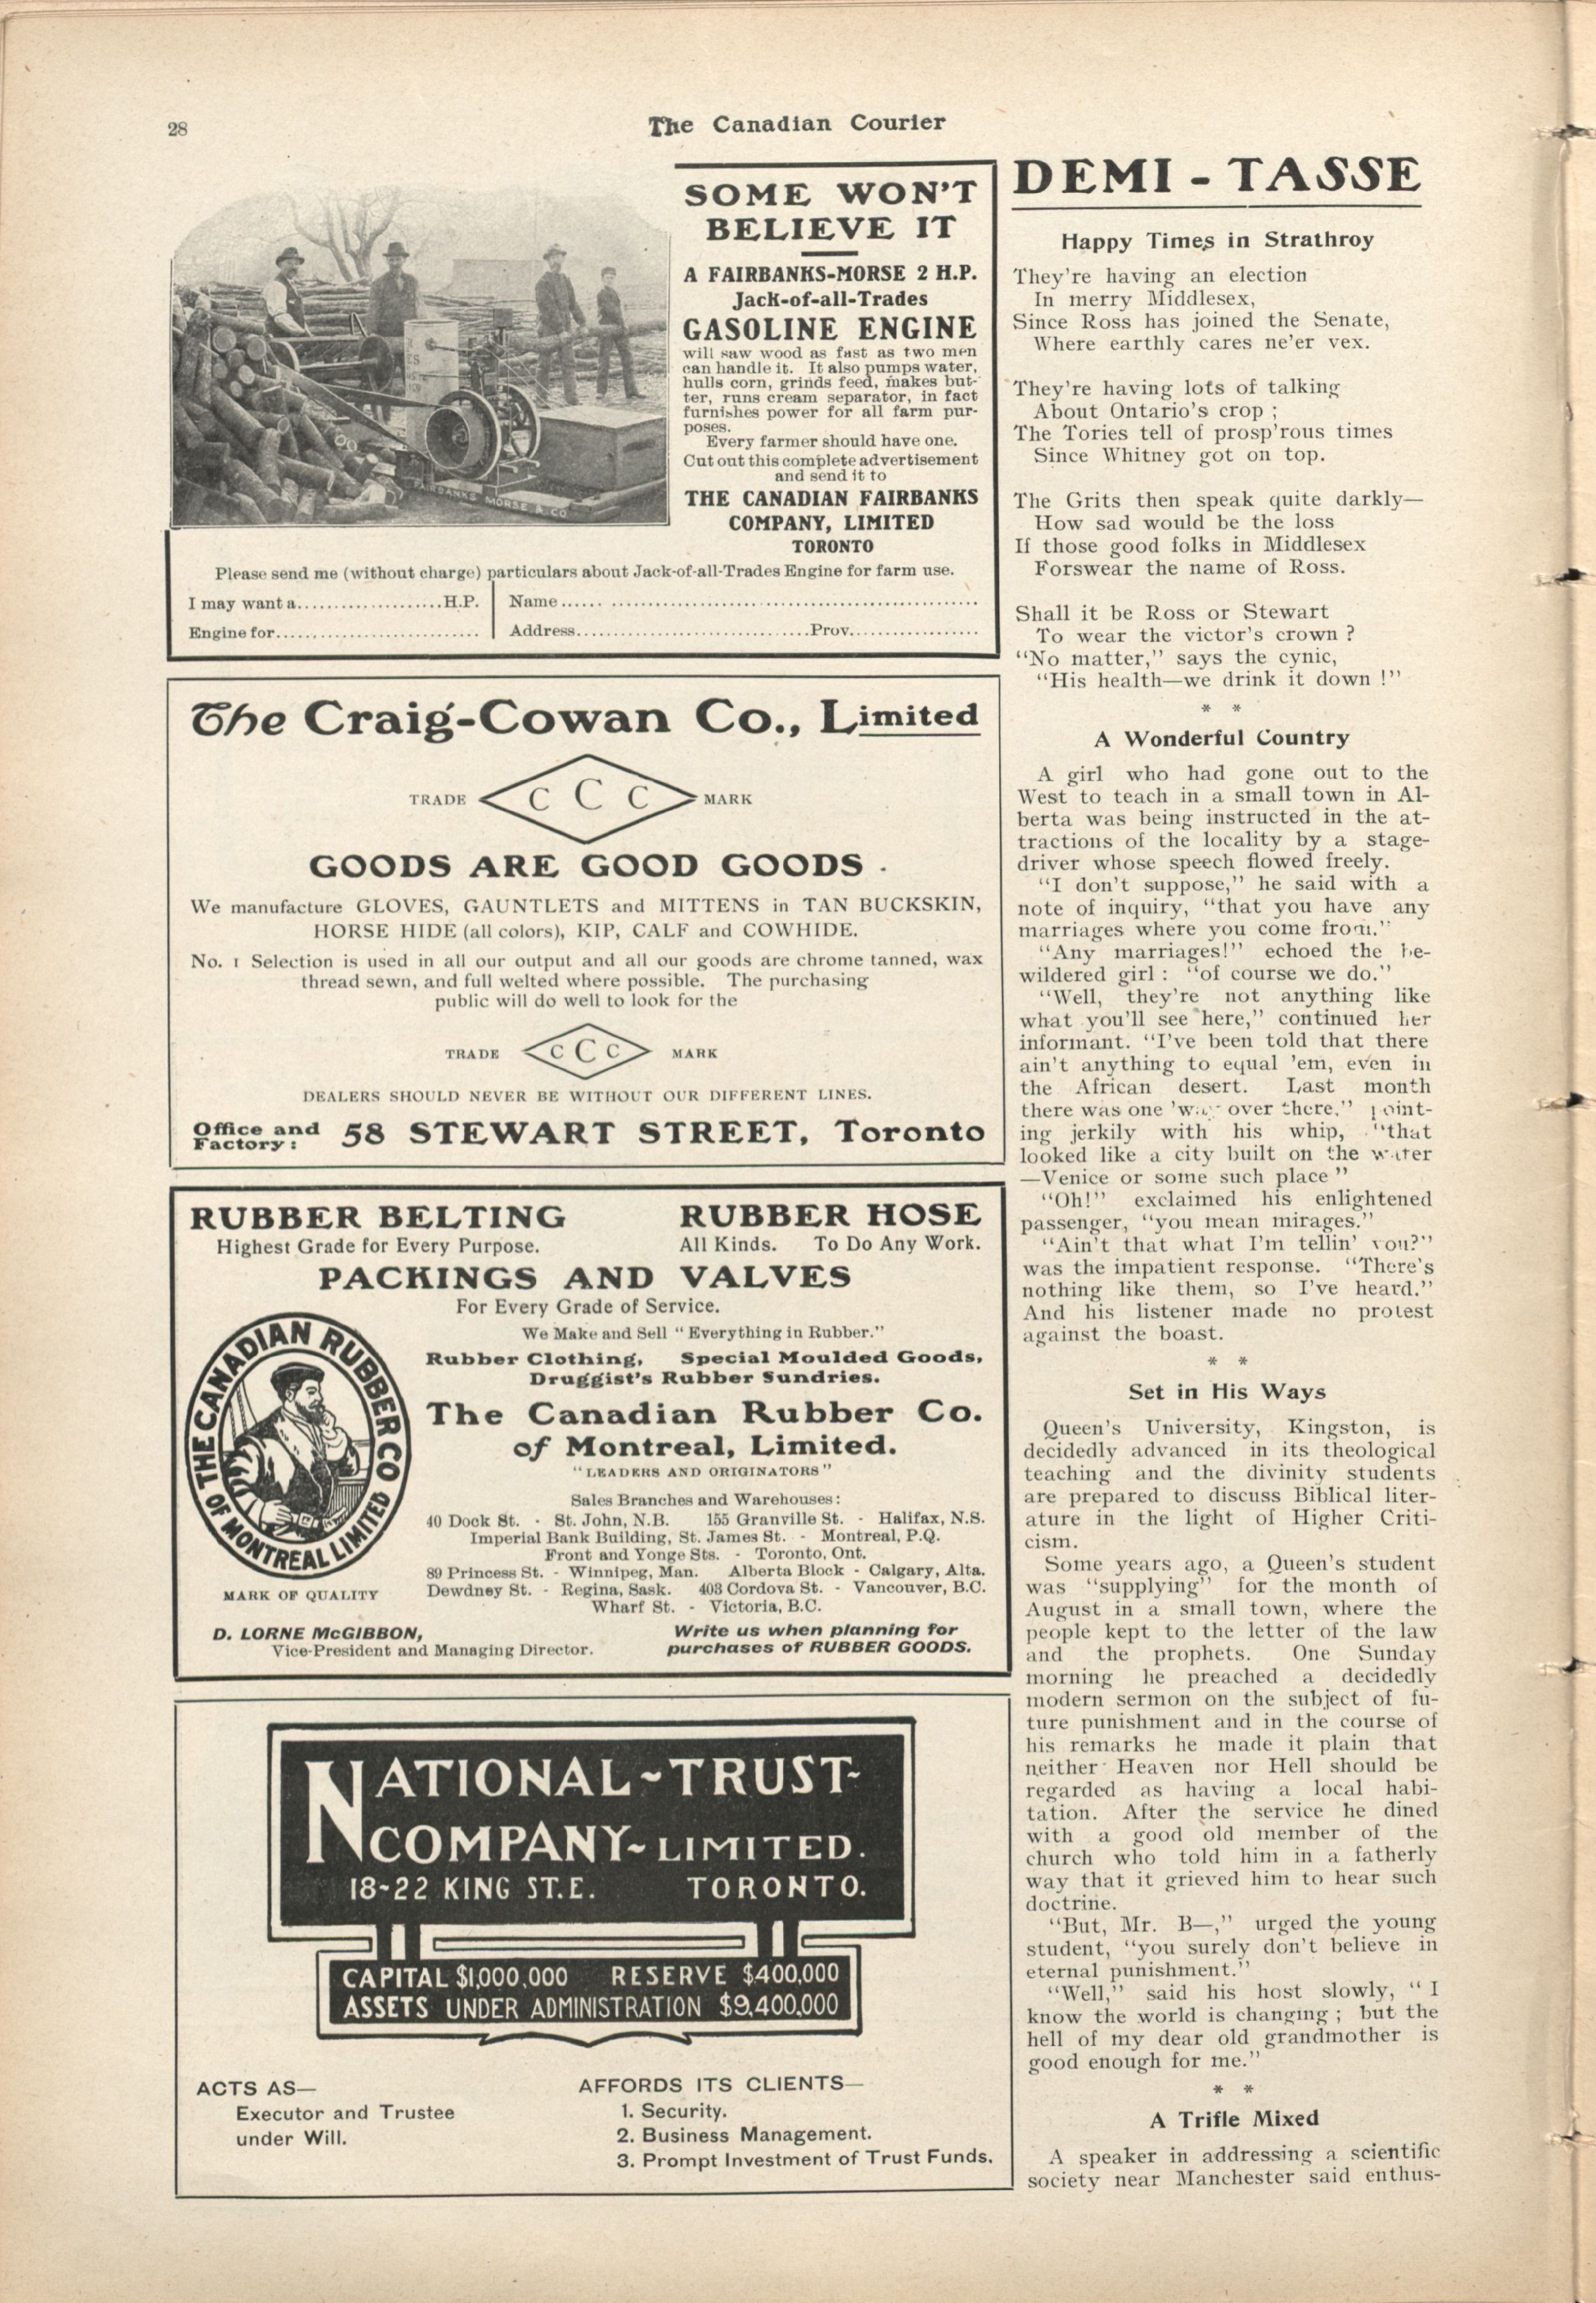 28
The Canadian Courier
SOME WON'T
BELIEVE IT
A FAIRBANKS-MORSE 2 H.P.
Jack-of-all-Trades
GASOLINE ENGINE
will saw wood as fast as two men
can handle it. It also pumps water,
hulls corn, grinds feed, makes but-
ter, runs cream separator, in fact
furnishes power for all farm pur-
poses.
Every farmer should have one.
Cut out this complete advertisement
and send it to
THE CANADIAN FAIRBANKS
COMPANY, LIMITED
TORONTO
FAIRBANKS MORSE & CO
Please send me (without charge) particulars about Jack-of-all-Trades Engine for farm use.
I may want a....................H.P.
Name...... ....................................................
Engine for.............................
Address.................................Prov..................
The Craig-Cowan Co., Limited
TRADE C C C MARK
GOODS ARE GOOD GOODS .
We manufacture GLOVES, GAUNTLETS and MITTENS in TAN BUCKSKIN,
HORSE HIDE (all colors), KIP, CALF and COWHIDE.
No. 1 Selection is used in all our output and all our goods are chrome tanned, wax
thread sewn, and full welted where possible. The purchasing
public will do well to look for the
TRADE C C C MARK
DEALERS SHOULD NEVER BE WITHOUT OUR DIFFERENT LINES.
Office and
Factory: 58 STEWART STREET, Toronto
RUBBER BELTING RUBBER HOSE
Highest Grade for Every Purpose. All Kinds. To Do Any Work.
PACKINGS AND VALVES
For Every Grade of Service.
We Make and Sell "Everything in Rubber."
Rubber Clothing, Special Moulded Goods,
Druggist's Rubber Sundries.
The Canadian Rubber Co.
of Montreal, Limited.
"LEADERS AND ORIGINATORS"
THE CANADIAN RUBBER CO
OF MONTREAL LIMITED
MARK OF QUALITY
Sales Branches and Warehouses:
40 Dock St. - St. John, N.B. 155 Granville St. - Halifax, N.S.
Imperial Bank Building, St. James St. - Montreal, P.Q.
Front and Yonge Sts. - Toronto, Ont.
89 Princess St. - Winnipeg, Man. Alberta Block - Calgary, Alta.
Dewdney St. - Regina, Sask. 403 Cordova St. - Vancouver, B.C.
Wharf St. - Victoria, B.C.
D. LORNE McGIBBON,
Vice-President and Managing Director.
Write us when planning for
purchases of RUBBER GOODS.
NATIONAL-TRUST-
COMPANY-LIMITED.
18-22 KING ST. E. TORONTO.
CAPITAL $1,000,000 RESERVE $400,000
ASSETS UNDER ADMINISTRATION $9,400,000
ACTS AS—
Executor and Trustee
under Will.
AFFORDS ITS CLIENTS—
1. Security.
2. Business Management.
3. Prompt Investment of Trust Funds.
DEMI - TASSE
Happy Times in Strathroy
They're having an election
In merry Middlesex,
Since Ross has joined the Senate,
Where earthly cares ne'er vex.
They're having lots of talking
About Ontario's crop ;
The Tories tell of prosp'rous times
Since Whitney got on top.
The Grits then speak quite darkly—
How sad would be the loss
If those good folks in Middlesex
Forswear the name of Ross.
Shall it be Ross or Stewart
To wear the victor's crown ?
"No matter," says the cynic,
"His health—we drink it down !"
* *
A Wonderful Country
A girl who had gone out to the
West to teach in a small town in Al-
berta was being instructed in the at-
tractions of the locality by a stage-
driver whose speech flowed freely.
"I don't suppose," he said with a
note of inquiry, "that you have any
marriages where you come from."
"Any marriages!" echoed the be-
wildered girl : "of course we do."
"Well, they're not anything like
what you'll see here," continued her
informant. "I've been told that there
ain't anything to equal 'em, even in
the African desert. Last month
there was one 'way over there," point-
ing jerkily with his whip, "that
looked like a city built on the water
—Venice or some such place "
"Oh!" exclaimed his enlightened
passenger, "you mean mirages."
"Ain't that what I'm tellin' you?"
was the impatient response. "There's
nothing like them, so I've heard."
And his listener made no protest
against the boast.
* *
Set in His Ways
Queen's University, Kingston, is
decidedly advanced in its theological
teaching and the divinity students
are prepared to discuss Biblical liter-
ature in the light of Higher Criti-
cism.
Some years ago, a Queen's student
was "supplying" for the month of
August in a small town, where the
people kept to the letter of the law
and the prophets. One Sunday
morning he preached a decidedly
modern sermon on the subject of fu-
ture punishment and in the course of
his remarks he made it plain that
neither Heaven nor Hell should be
regarded as having a local habi-
tation. After the service he dined
with a good old member of the
church who told him in a fatherly
way that it grieved him to hear such
doctrine.
"But, Mr. B—," urged the young
student, "you surely don't believe in
eternal punishment."
"Well," said his host slowly, " I
know the world is changing ; but the
hell of my dear old grandmother is
good enough for me."
* *
A Trifle Mixed
A speaker in addressing a scientific
society near Manchester said enthus-